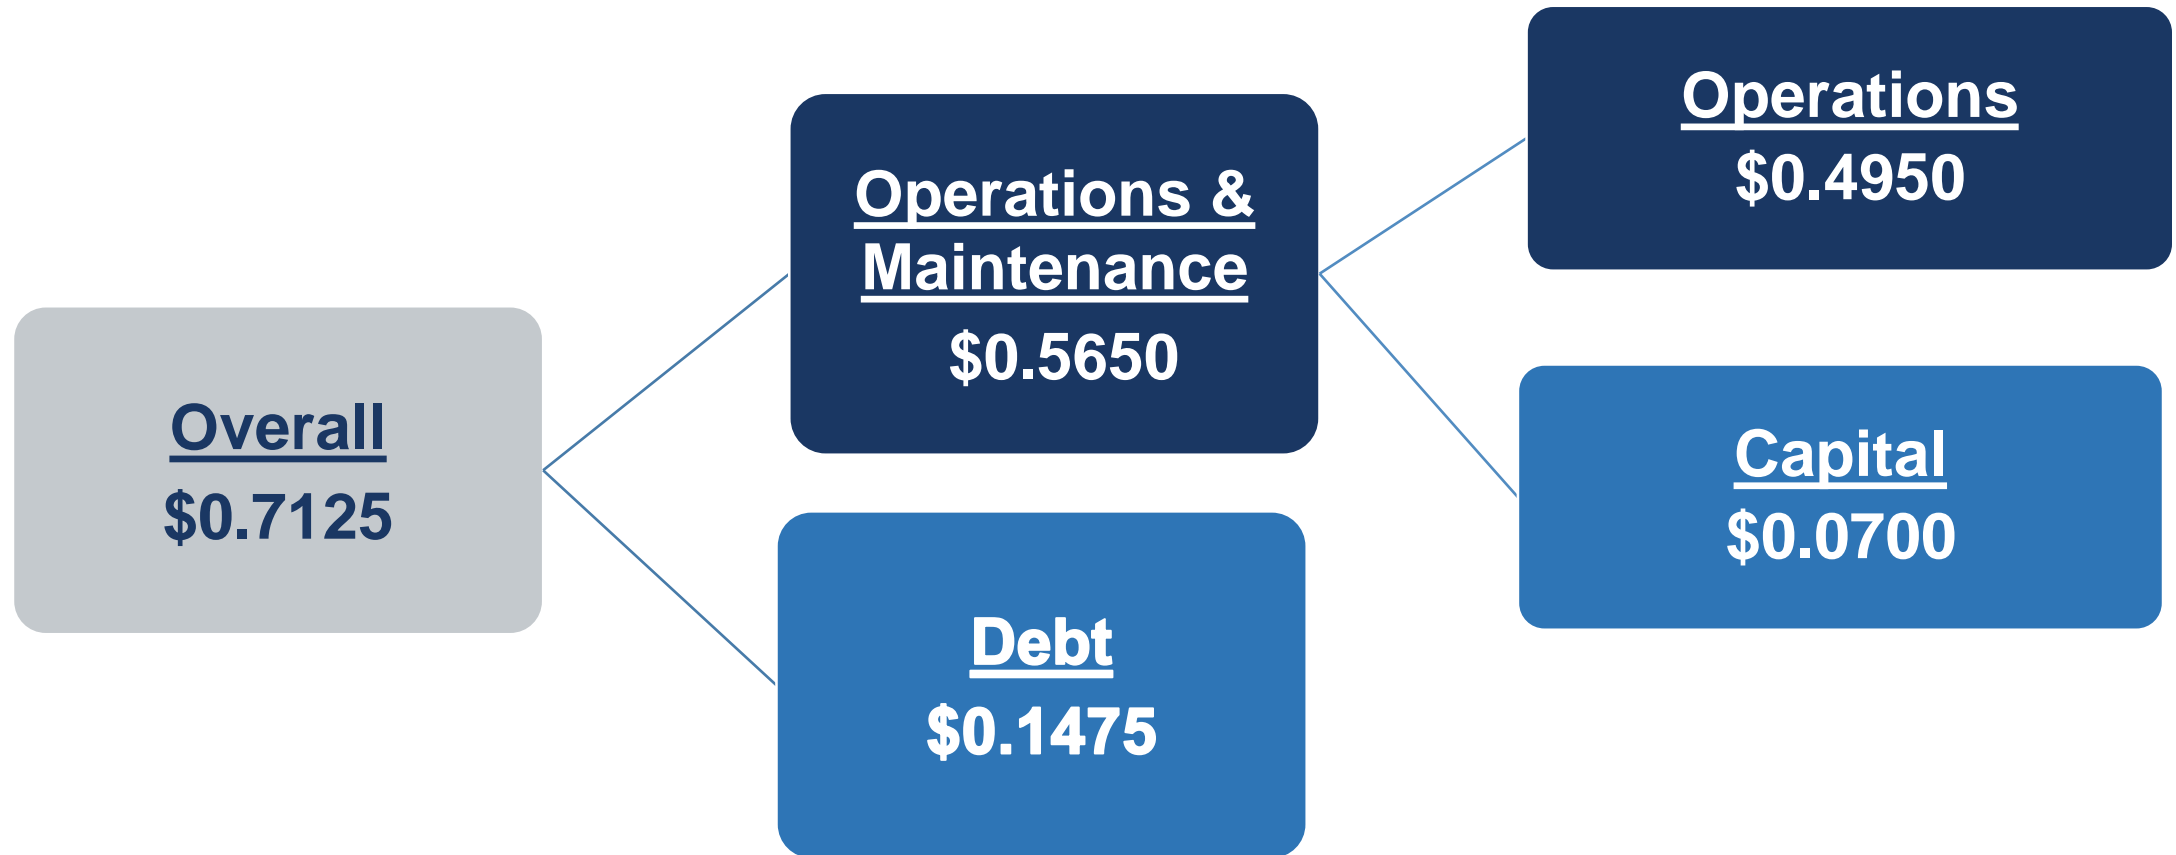 Overall
$0.7125
Operations &
Maintenance
$0.5650
Debt
$0.1475
Operations
$0.4950
Capital
$0.0700